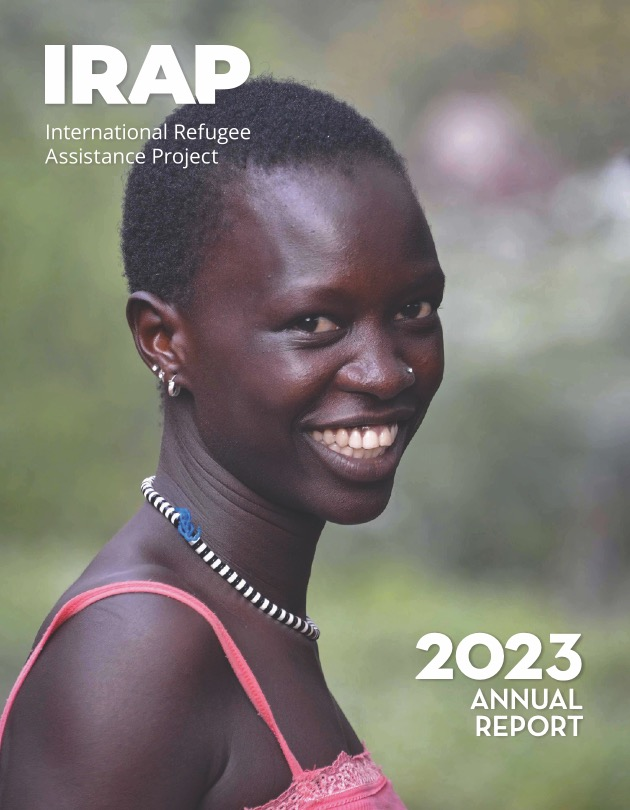 IRAP
International Refugee
Assistance Project
2023
ANNUAL
REPORT